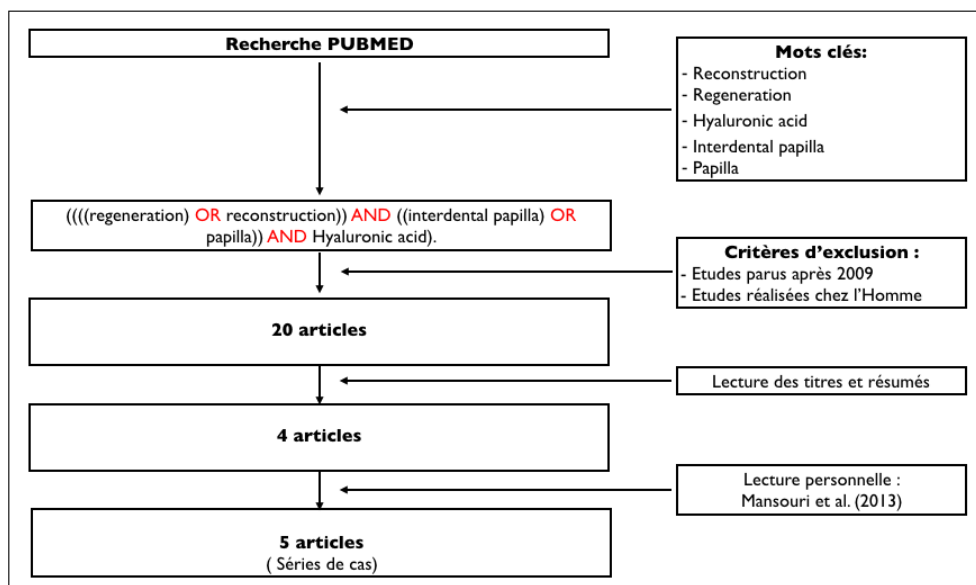 Recherche PUBMED
Mots clés:
- Reconstruction
- Regeneration
- Hyaluronic acid
- Interdental papilla
- Papilla
((((regeneration) OR reconstruction)) AND ((interdental papilla) OR
papilla)) AND Hyaluronic acid).
Critères d'exclusion :
- Etudes parus après 2009
- Etudes réalisées chez l'Homme
20 articles
Lecture des titres et résumés
4 articles
Lecture personnelle :
Mansouri et al. (2013)
5 articles
( Séries de cas)